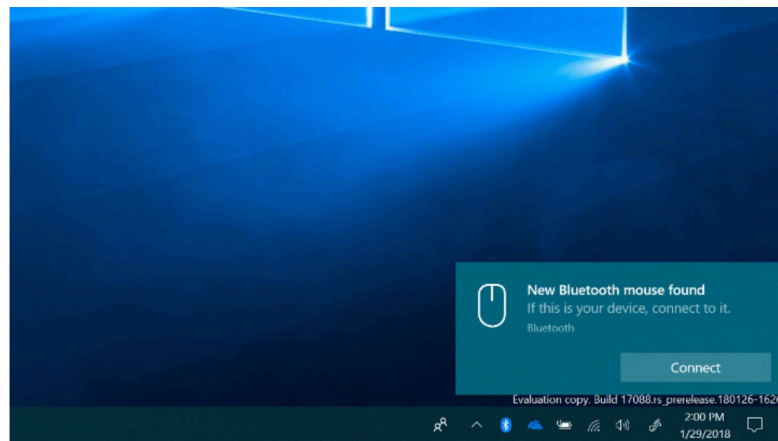 New Bluetooth mouse found
If this is your device, connect to it.
Bluetooth
Connect
Evaluation copy. Build 17088.rs_prerelease.180126-1626
2:00 PM
1/29/2018